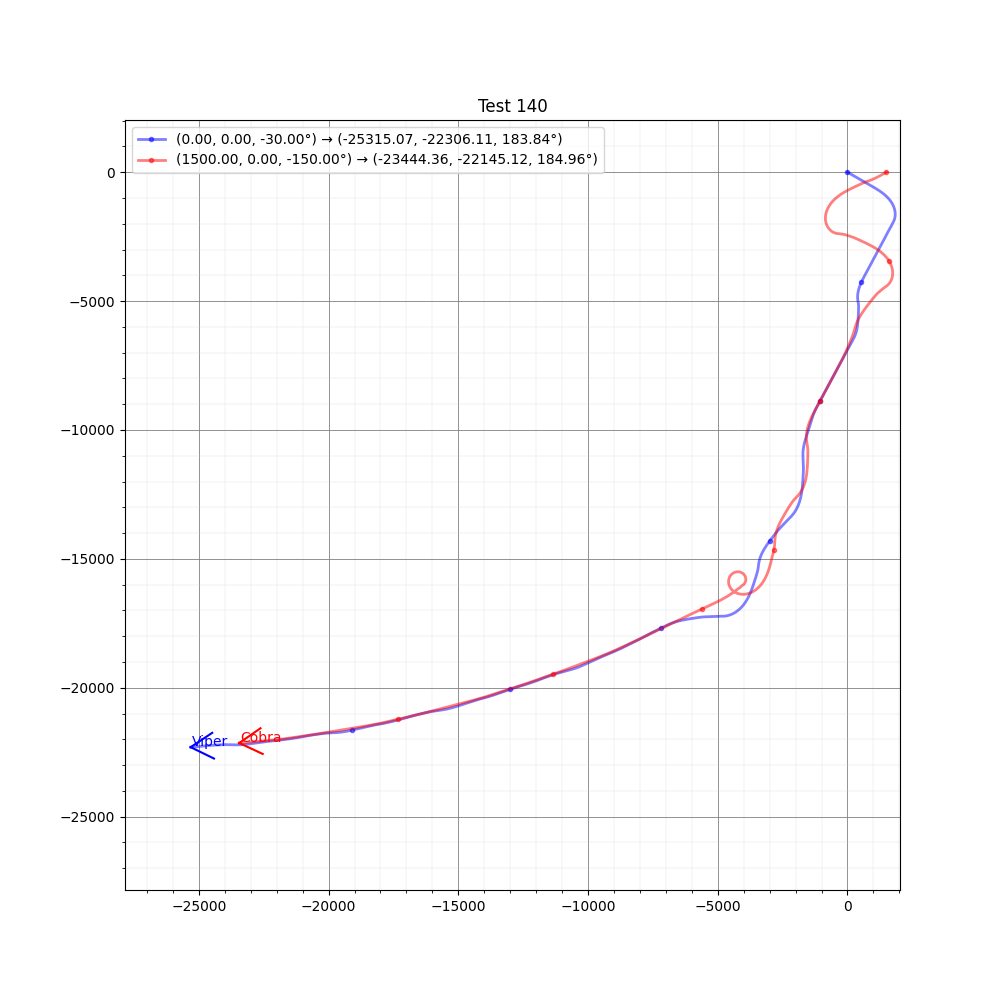 Test 140
(0.00, 0.00, -30.00°) → (-25315.07, -22306.11, 183.84°)
(1500.00, 0.00, -150.00°) → (-23444.36, -22145.12, 184.96°)
0
−5000
−10000
−15000
−20000
−25000
Viper
Cobra
−25000 −20000 −15000 −10000 −5000 0